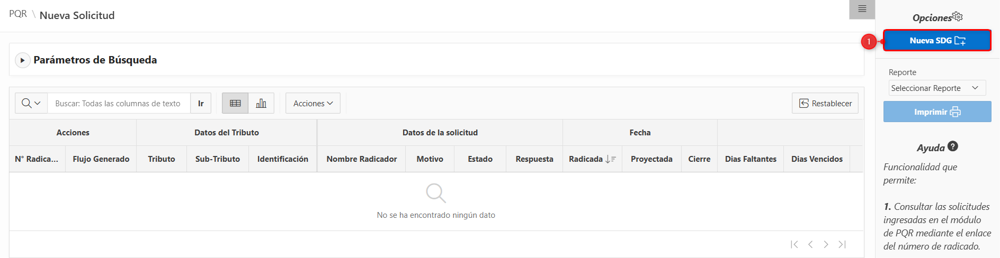 PQR \ Nueva Solicitud
Opciones
1
Nueva SDG
Parámetros de Búsqueda
Reporte
Seleccionar Reporte
Buscar: Todas las columnas de texto
Ir
Acciones
Restablecer
Imprimir
Acciones Datos del Tributo Datos de la solicitud Fecha
N° Radica... Flujo Generado Tributo Sub-Tributo Identificación Nombre Radicador Motivo Estado Respuesta Radicada Proyectada Cierre Dias Faltantes Dias Vencidos
No se ha encontrado ningún dato
Ayuda ?
Funcionalidad que
permite:
1. Consultar las solicitudes
ingresadas en el módulo
de PQR mediante el enlace
del número de radicado.